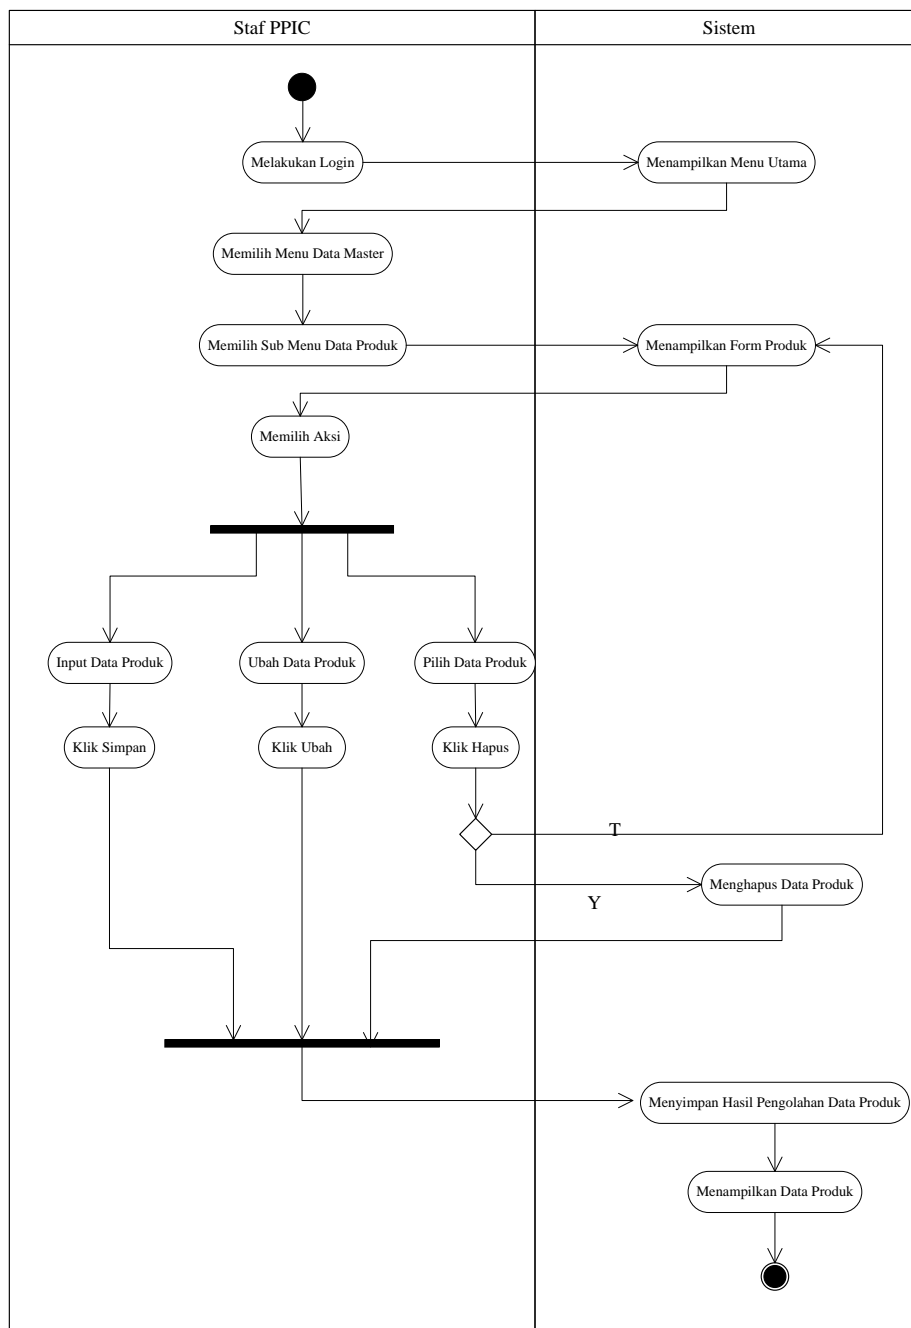 Staf PPIC
Sistem
Melakukan Login
Menampilkan Menu Utama
Memilih Menu Data Master
Memilih Sub Menu Data Produk
Menampilkan Form Produk
Memilih Aksi
Input Data Produk
Ubah Data Produk
Pilih Data Produk
Klik Simpan
Klik Ubah
Klik Hapus
T
Menghapus Data Produk
Y
Menyimpan Hasil Pengolahan Data Produk
Menampilkan Data Produk